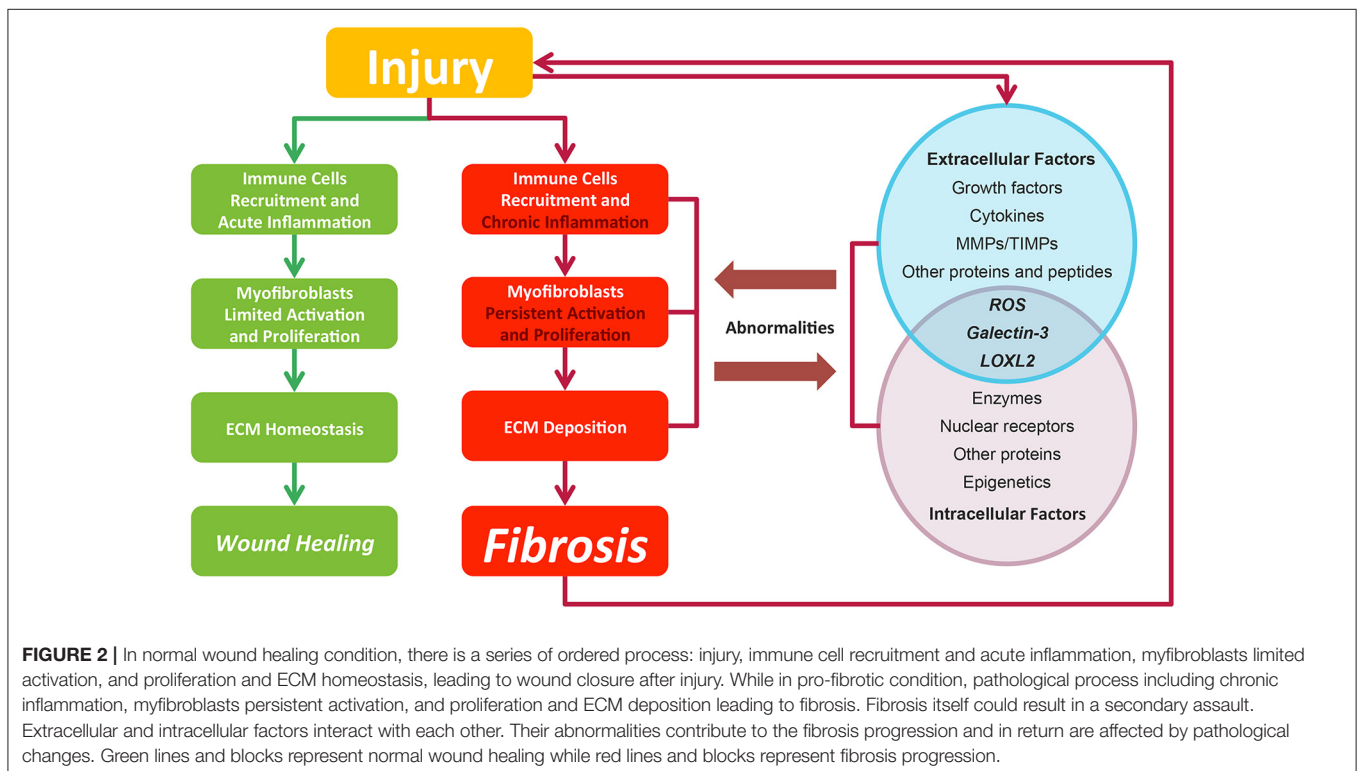 Injury
Immune Cells
Recruitment and
Acute Inflammation
Myofibroblasts
Limited Activation
and Proliferation
ECM Homeostasis
Wound Healing
Immune Cells
Recruitment and
Chronic Inflammation
Myofibroblasts
Persistent Activation
and Proliferation
ECM Deposition
Fibrosis
Abnormalities
Extracellular Factors
Growth factors
Cytokines
MMPs/TIMPs
Other proteins and peptides
ROS
Galectin-3
LOXL2
Enzymes
Nuclear receptors
Other proteins
Epigenetics
Intracellular Factors
FIGURE 2 | In normal wound healing condition, there is a series of ordered process: injury, immune cell recruitment and acute inflammation, myfibroblasts limited
activation, and proliferation and ECM homeostasis, leading to wound closure after injury. While in pro-fibrotic condition, pathological process including chronic
inflammation, myfibroblasts persistent activation, and proliferation and ECM deposition leading to fibrosis. Fibrosis itself could result in a secondary assault.
Extracellular and intracellular factors interact with each other. Their abnormalities contribute to the fibrosis progression and in return are affected by pathological
changes. Green lines and blocks represent normal wound healing while red lines and blocks represent fibrosis progression.